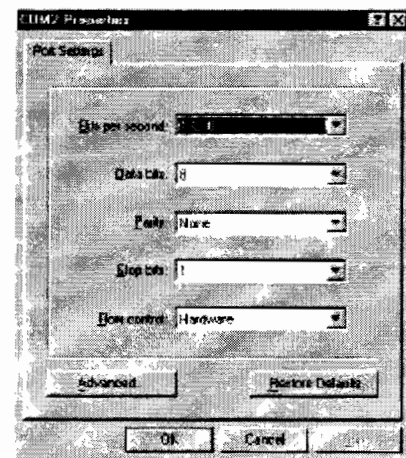 COM2 Properties
Port Settings
Bits per second:
Data bits: 8
Parity: None
Stop bits: 1
Flow control: Hardware
Advanced... Restore Defaults
OK Cancel